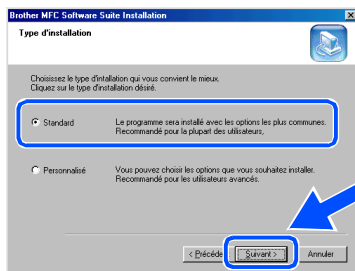 Brother MFC Software Suite Installation
Type d'installation
Choisissez le type d'intallation qui vous convient le mieux.
Cliquez sur le type d'installation désiré.
Standard Le programme sera installé avec les options les plus communes.
Recommandé pour la plupart des utilisateurs,
Personnalisé Vous pouvez choisir les options que vous souhaitez installer.
Recommandé pour les utilisateurs avancés.
< Précéde Suivant > Annuler